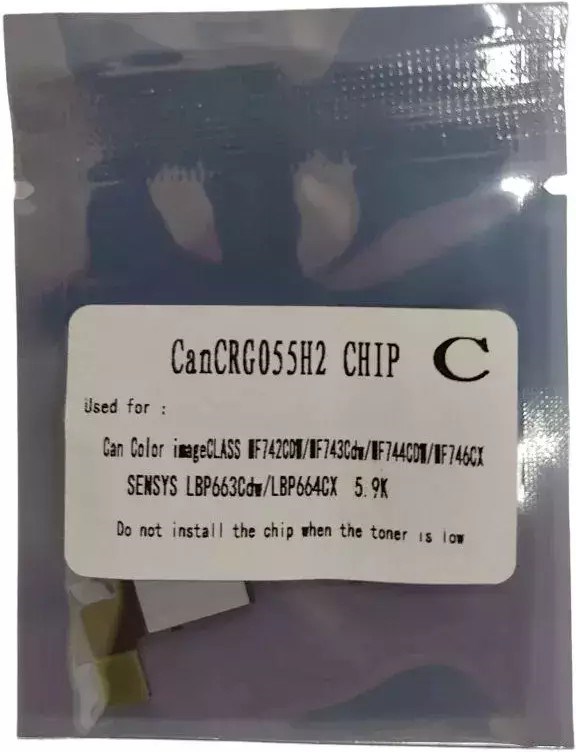 CanCRG055H2 CHIP C
Used for :
Can Color imageCLASS MF742CDW/MF743Cdw/MF744CDW/MF746CX
SENSYS LBP663Cdw/LBP664CX 5.9K
Do not install the chip when the toner is low